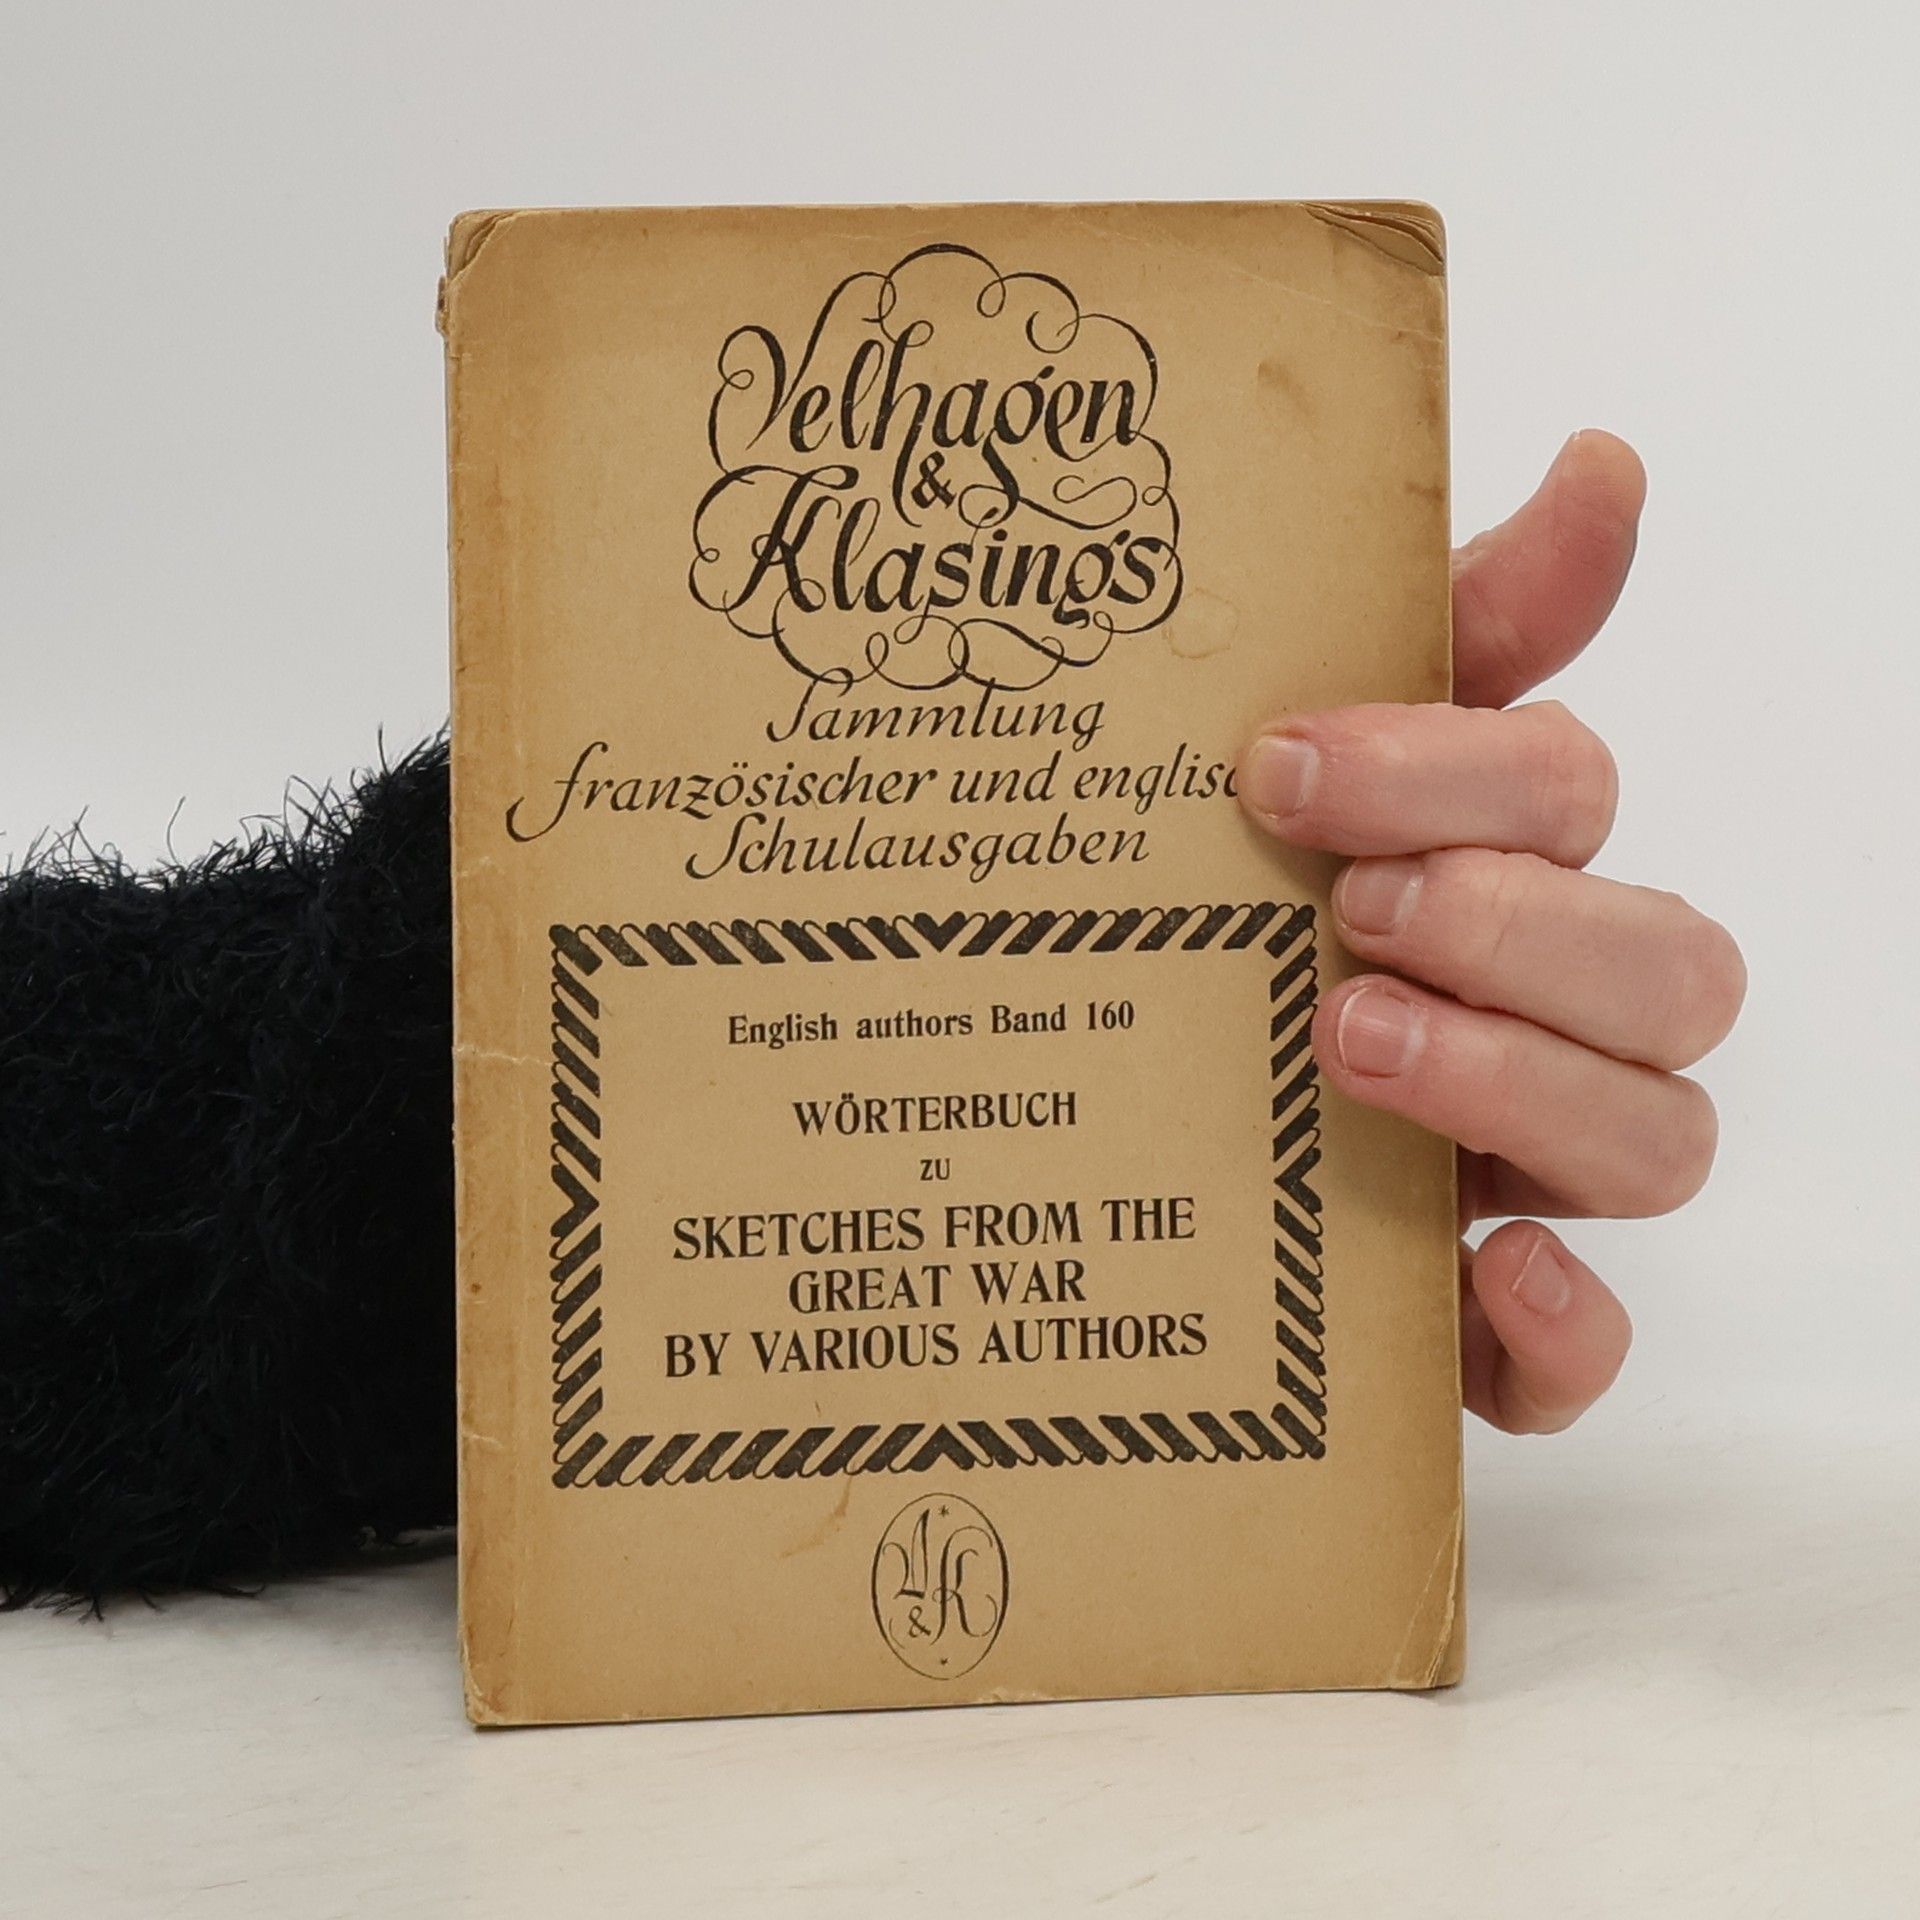 Velhagen
&
Klasings
Sammlung
französischer und englisc
Schulausgaben
English authors Band 160
WÖRTERBUCH
ZU
SKETCHES FROM THE
GREAT WAR
BY VARIOUS AUTHORS
V
& K